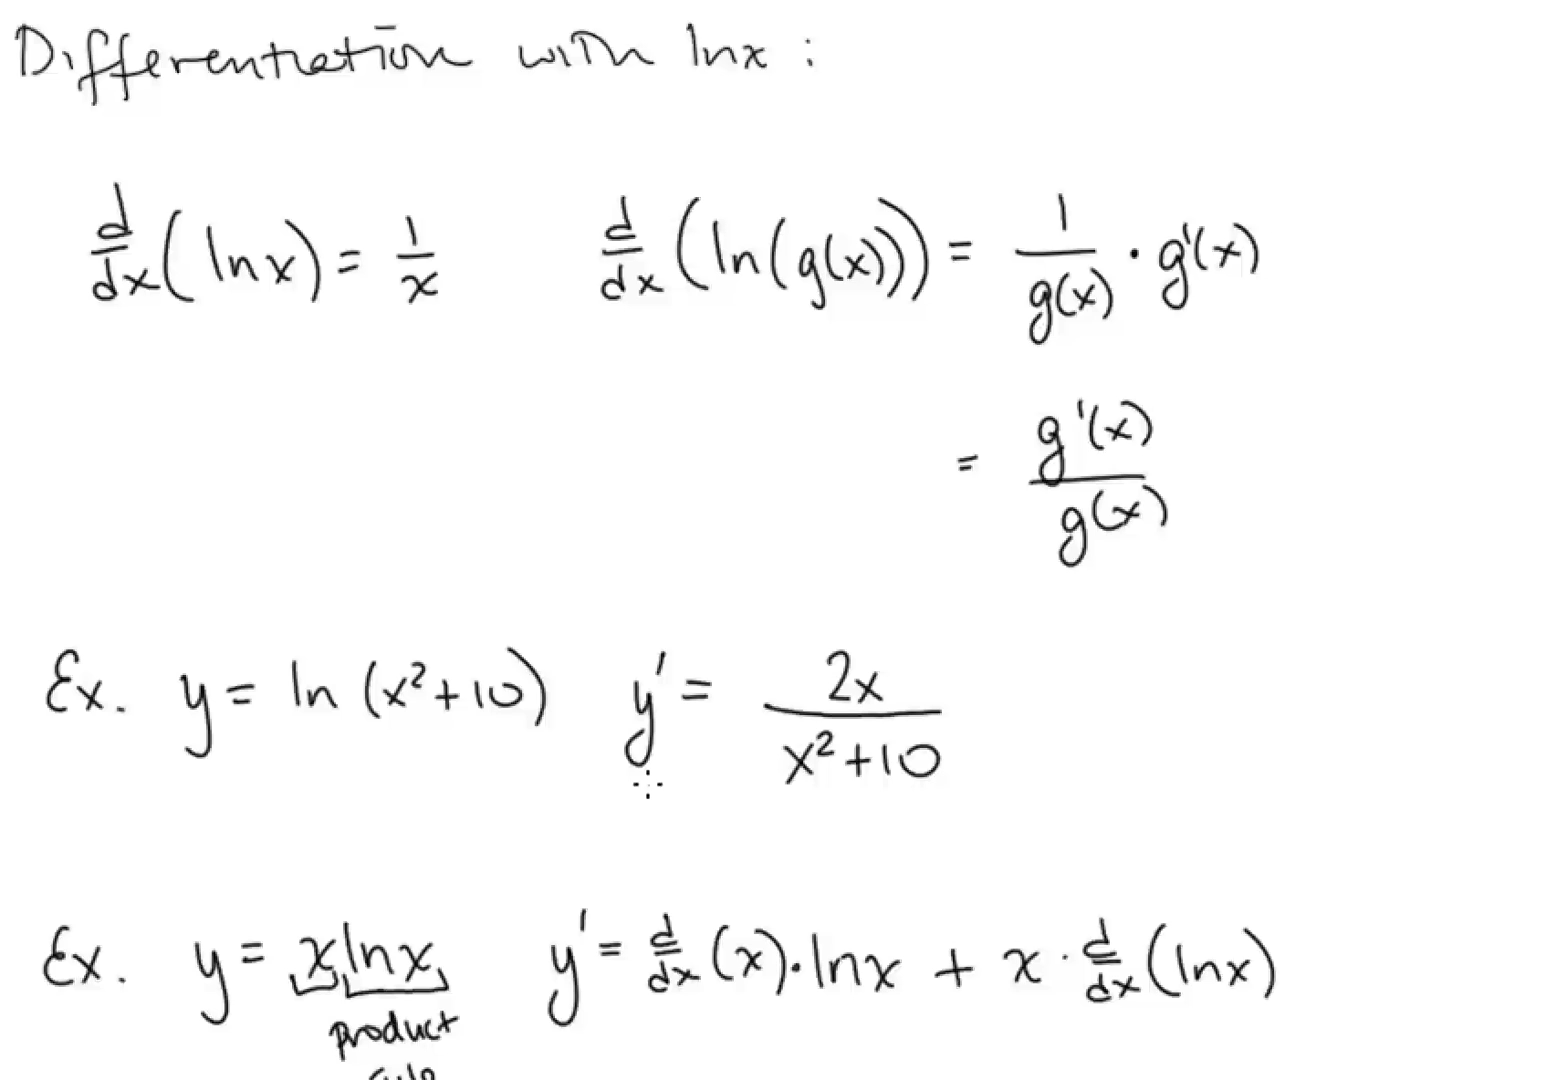 Differentiation with lnx :
d/dx (lnx) = 1/x d/dx (ln(g(x))) = 1/g(x) · g'(x)
= g'(x)/g(x)
Ex. y = ln (x²+10) y' = 2x/x²+10
Ex. y = xlnx y' = d/dx (x)·lnx + x · d/dx (lnx)
product